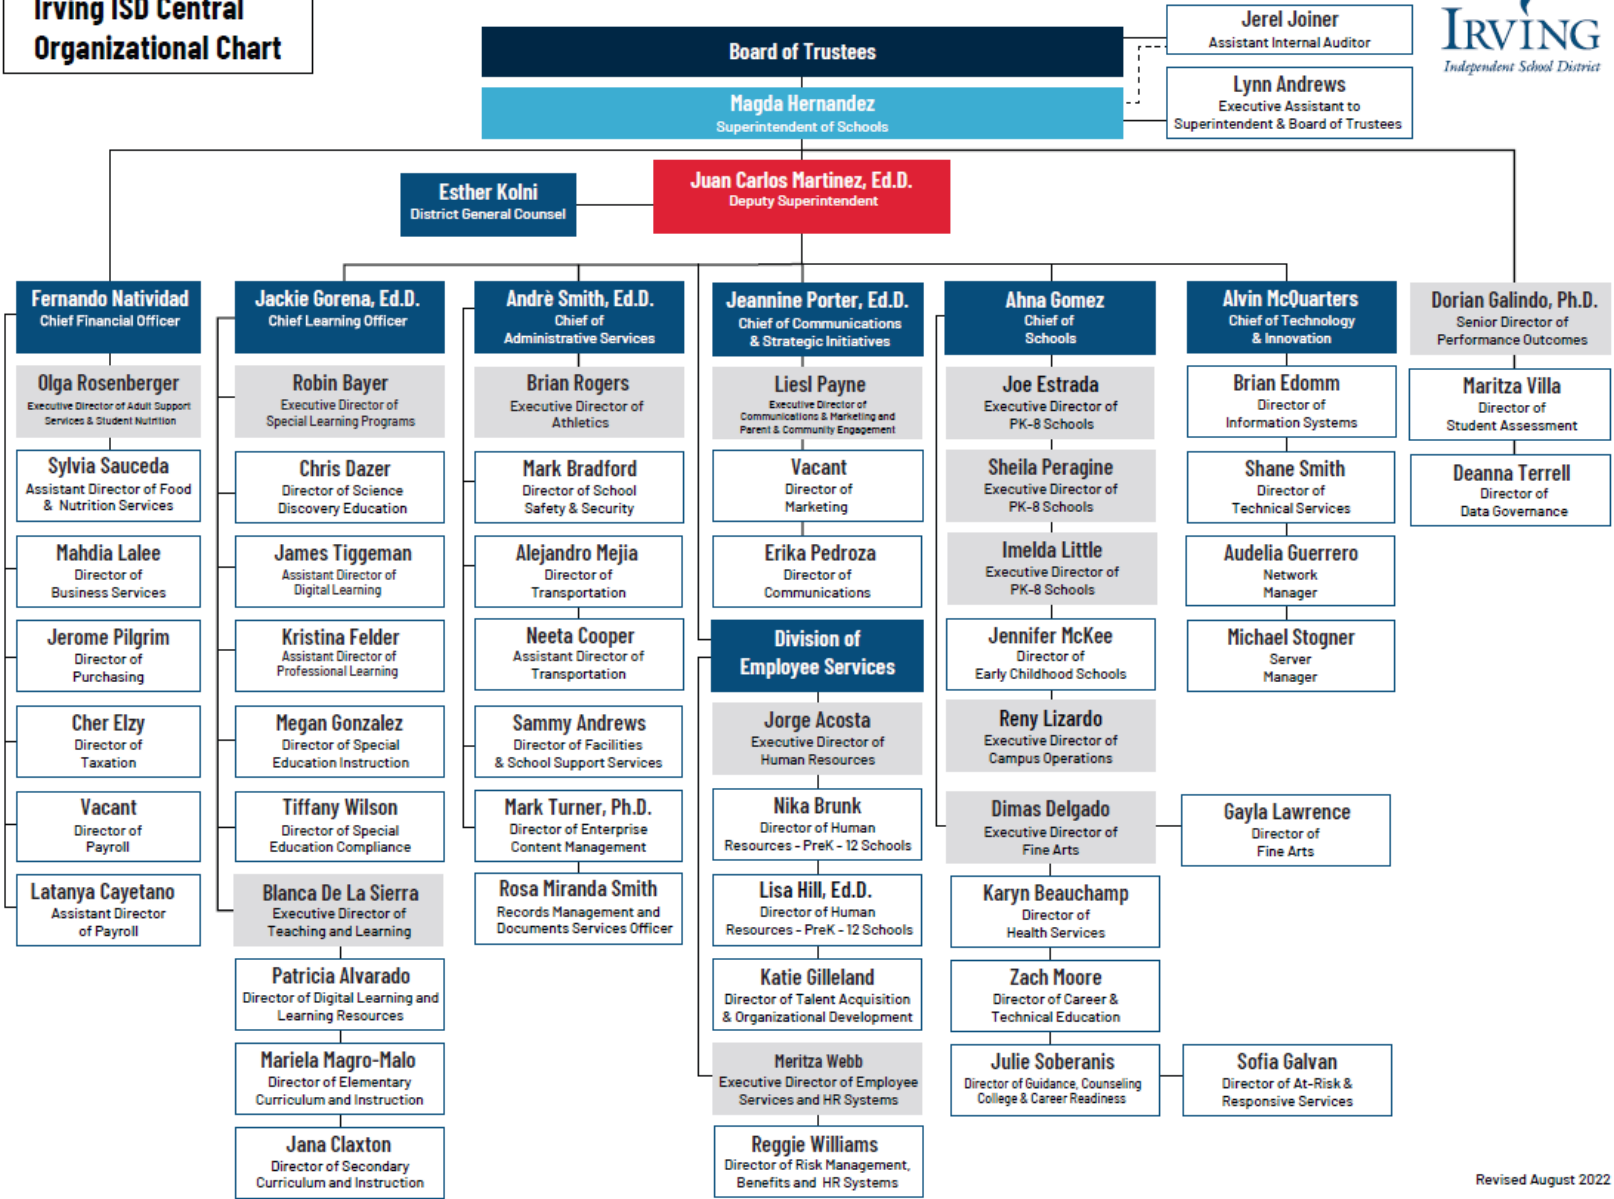 Irving ISD Central
Organizational Chart
Board of Trustees
Jerel Joiner
Assistant Internal Auditor
IRVING
Independent School District
Magda Hernandez
Superintendent of Schools
Lynn Andrews
Executive Assistant to
Superintendent & Board of Trustees
Esther Kolni
District General Counsel
Juan Carlos Martinez, Ed.D.
Deputy Superintendent
Fernando Natividad
Chief Financial Officer
Olga Rosenberger
Executive Director of Adult Support
Services & Student Nutrition
Sylvia Sauceda
Assistant Director of Food
& Nutrition Services
Mahdia Lalee
Director of
Business Services
Jerome Pilgrim
Director of
Purchasing
Cher Elzy
Director of
Taxation
Vacant
Director of
Payroll
Latanya Cayetano
Assistant Director
of Payroll
Jackie Gorena, Ed.D.
Chief Learning Officer
Robin Bayer
Executive Director of
Special Learning Programs
Chris Dazer
Director of Science
Discovery Education
James Tiggeman
Assistant Director of
Digital Learning
Kristina Felder
Assistant Director of
Professional Learning
Megan Gonzalez
Director of Special
Education Instruction
Tiffany Wilson
Director of Special
Education Compliance
Blanca De La Sierra
Executive Director of
Teaching and Learning
Patricia Alvarado
Director of Digital Learning and
Learning Resources
Mariela Magro-Malo
Director of Elementary
Curriculum and Instruction
Jana Claxton
Director of Secondary
Curriculum and Instruction
Andrè Smith, Ed.D.
Chief of
Administrative Services
Brian Rogers
Executive Director of
Athletics
Mark Bradford
Director of School
Safety & Security
Alejandro Mejia
Director of
Transportation
Neeta Cooper
Assistant Director of
Transportation
Sammy Andrews
Director of Facilities
& School Support Services
Mark Turner, Ph.D.
Director of Enterprise
Content Management
Rosa Miranda Smith
Records Management and
Documents Services Officer
Jeannine Porter, Ed.D.
Chief of Communications
& Strategic Initiatives
Liesl Payne
Executive Director of
Communications & Marketing and
Parent & Community Engagement
Vacant
Director of
Marketing
Erika Pedroza
Director of
Communications
Division of
Employee Services
Jorge Acosta
Executive Director of
Human Resources
Nika Brunk
Director of Human
Resources - PreK - 12 Schools
Lisa Hill, Ed.D.
Director of Human
Resources - PreK - 12 Schools
Katie Gilleland
Director of Talent Acquisition
& Organizational Development
Meritza Webb
Executive Director of Employee
Services and HR Systems
Reggie Williams
Director of Risk Management,
Benefits and HR Systems
Ahna Gomez
Chief of
Schools
Joe Estrada
Executive Director of
PK-8 Schools
Sheila Peragine
Executive Director of
PK-8 Schools
Imelda Little
Executive Director of
PK-8 Schools
Jennifer McKee
Director of
Early Childhood Schools
Reny Lizardo
Executive Director of
Campus Operations
Dimas Delgado
Executive Director of
Fine Arts
Gayla Lawrence
Director of
Fine Arts
Karyn Beauchamp
Director of
Health Services
Zach Moore
Director of Career &
Technical Education
Julie Soberanis
Director of Guidance, Counseling
College & Career Readiness
Sofia Galvan
Director of At-Risk &
Responsive Services
Alvin McQuarters
Chief of Technology
& Innovation
Brian Edomm
Director of
Information Systems
Shane Smith
Director of
Technical Services
Audelia Guerrero
Network
Manager
Michael Stogner
Server
Manager
Dorian Galindo, Ph.D.
Senior Director of
Performance Outcomes
Maritza Villa
Director of
Student Assessment
Deanna Terrell
Director of
Data Governance
Revised August 2022